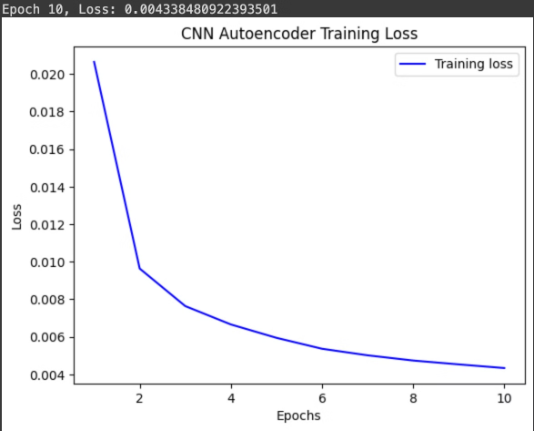 Epoch 10, Loss: 0.004338480922393501
CNN Autoencoder Training Loss
Training loss
0.020
0.018
0.016
0.014
0.012
0.010
0.008
0.006
0.004
Loss
2 4 6 8 10
Epochs